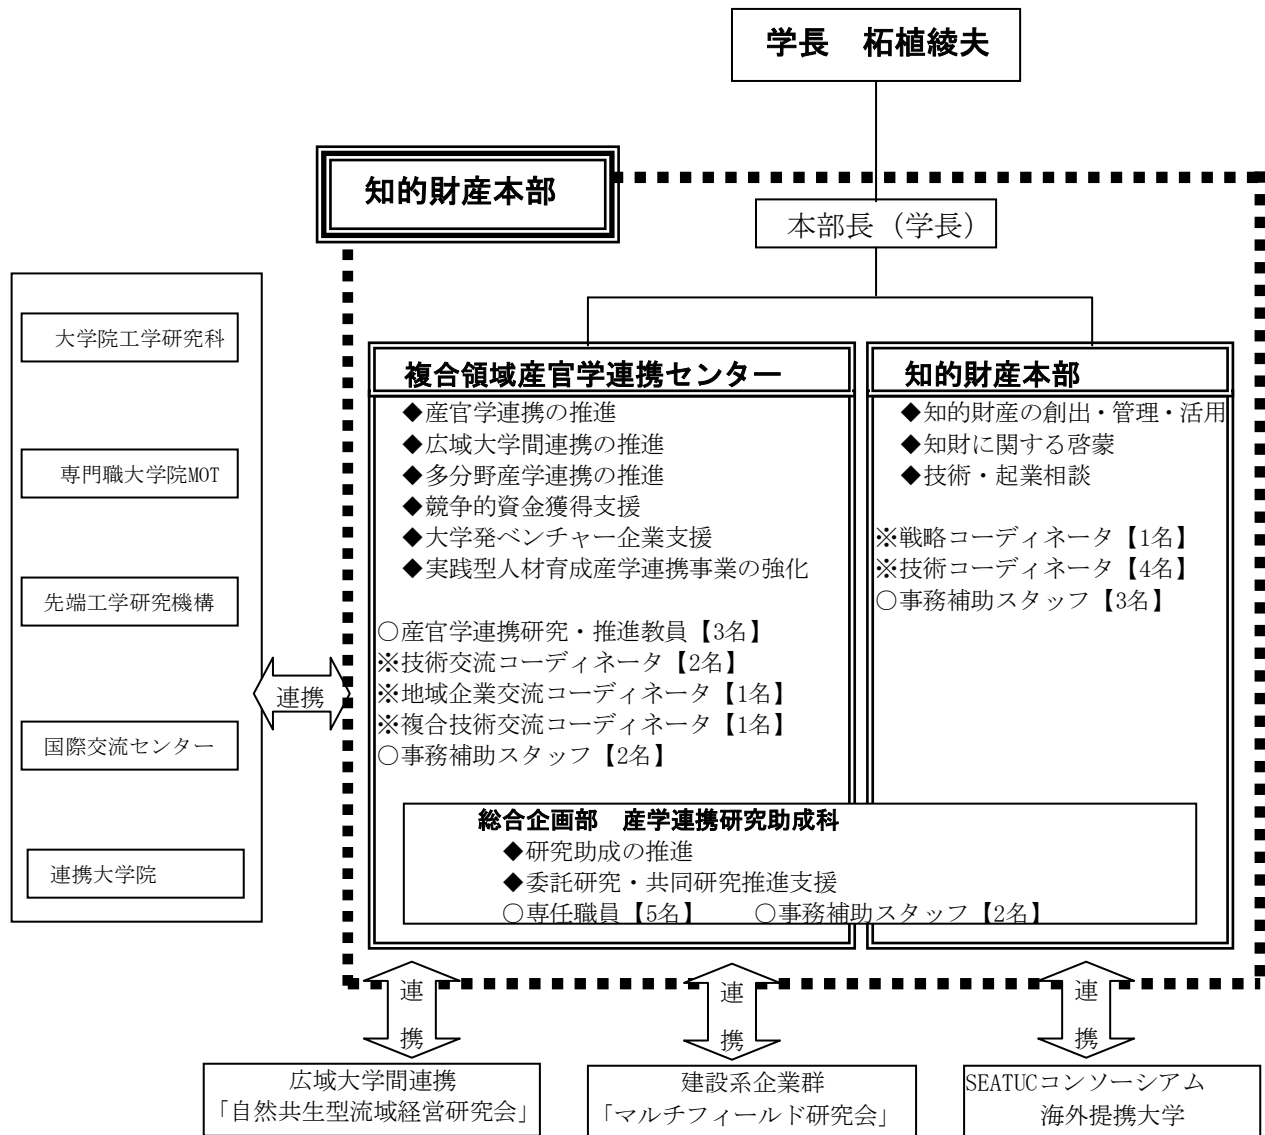 学長　柘植綾夫
知的財産本部
本部長（学長）
大学院工学研究科
専門職大学院MOT
先端工学研究機構
国際交流センター
連携大学院
連携
複合領域産官学連携センター
◆産官学連携の推進
◆広域大学間連携の推進
◆多分野産学連携の推進
◆競争的資金獲得支援
◆大学発ベンチャー企業支援
◆実践型人材育成産学連携事業の強化
○産官学連携研究・推進教員【3名】
※技術交流コーディネータ【2名】
※地域企業交流コーディネータ【1名】
※複合技術交流コーディネータ【1名】
○事務補助スタッフ【2名】
知的財産本部
◆知的財産の創出・管理・活用
◆知財に関する啓蒙
◆技術・起業相談
※戦略コーディネータ【1名】
※技術コーディネータ【4名】
○事務補助スタッフ【3名】
総合企画部　産学連携研究助成科
◆研究助成の推進
◆委託研究・共同研究推進支援
○専任職員【5名】　　○事務補助スタッフ【2名】
連携
連携
連携
広域大学間連携
「自然共生型流域経営研究会」
建設系企業群
「マルチフィールド研究会」
SEATUCコンソーシアム
海外提携大学